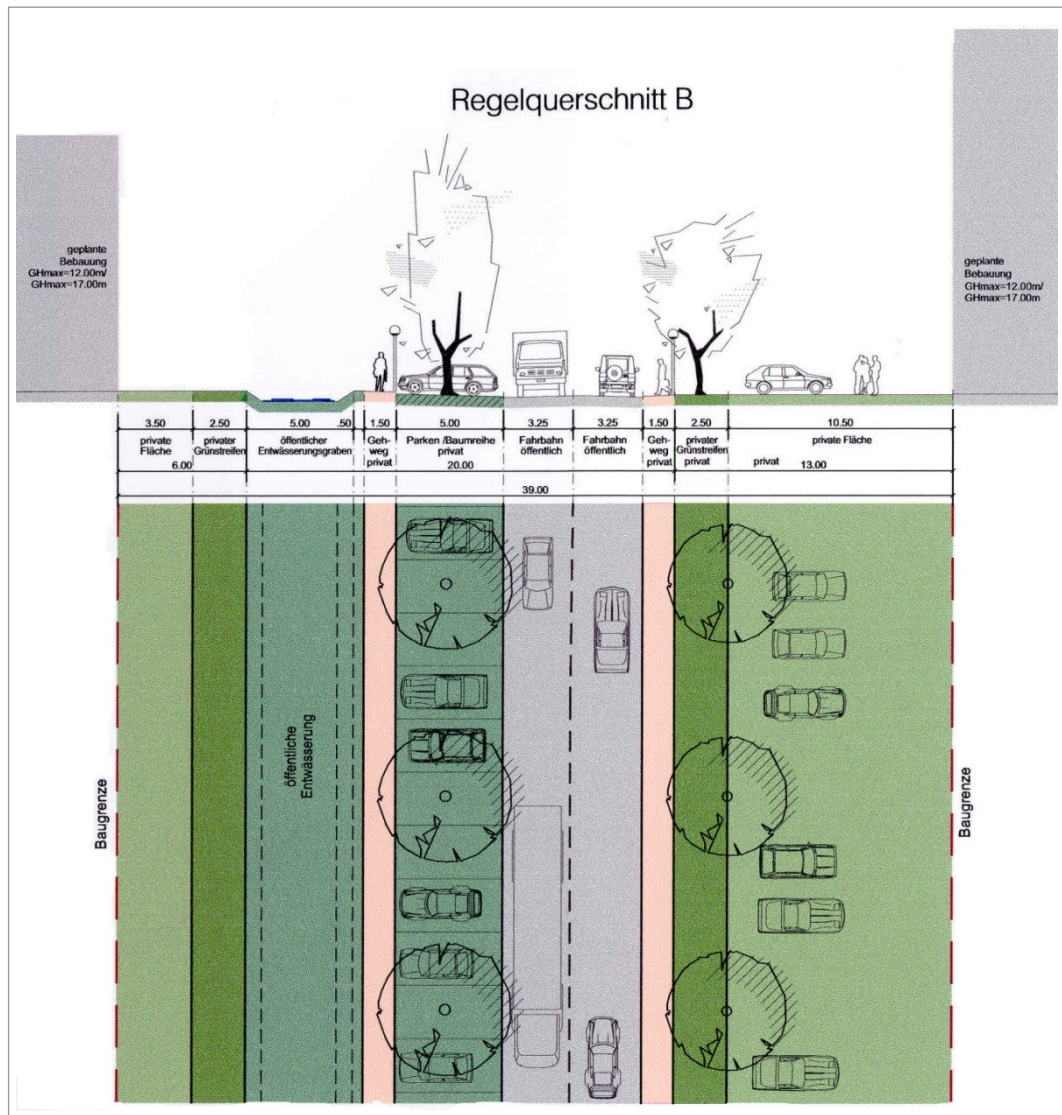 Regelquerschnitt B
geplante
Bebauung
GHmax=12.00m/
GHmax=17.00m
geplante
Bebauung
GHmax=12.00m/
GHmax=17.00m
3.50
2.50
5.00
.50
1.50
5.00
3.25
3.25
1.50
2.50
10.50
private
Fläche
privater
Grünstreifen
öffentlicher
Entwässerungsgraben
Geh-
weg
privat
Parken /Baumreihe
privat
Fahrbahn
öffentlich
Fahrbahn
öffentlich
Geh-
weg
privat
privater
Grünstreifen
privat
private Fläche
privat
6.00
20.00
13.00
39.00
öffentliche
Entwässerung
Baugrenze
Baugrenze